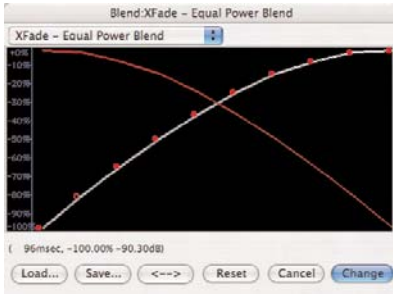 Blend:XFade – Equal Power Blend
XFade – Equal Power Blend
+0%
-10%
-20%
-30%
-40%
-50%
-60%
-70%
-80%
-90%
-100%
( 96msec, -100.00% -90.30dB)
Load...
Save...
<-->
Reset
Cancel
Change